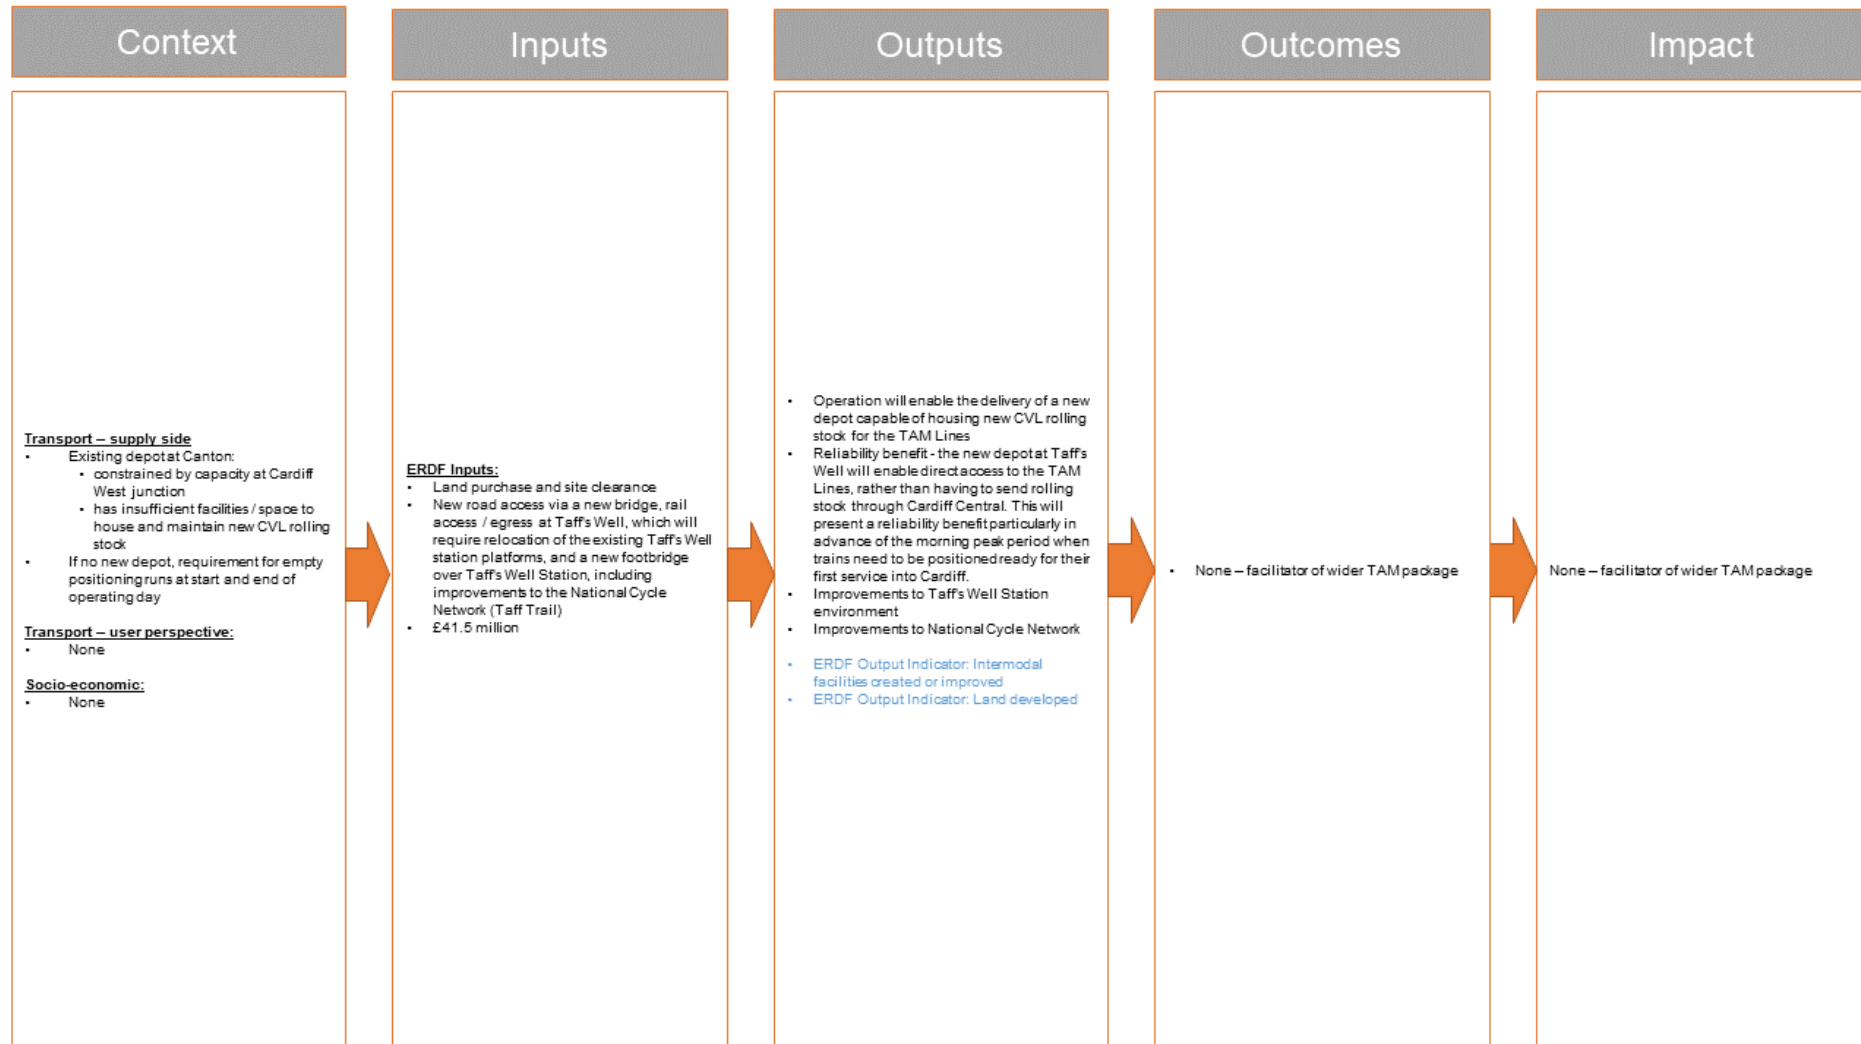 Context
Inputs
Outputs
Outcomes
Impact
Transport – supply side
• Existing depot at Canton:
• constrained by capacity at Cardiff
West junction
• has insufficient facilities / space to
house and maintain new CVL rolling
stock
• If no new depot, requirement for empty
positioning runs at start and end of
operating day
Transport – user perspective:
• None
Socio-economic:
• None
ERDF Inputs:
• Land purchase and site clearance
• New road access via a new bridge, rail
access / egress at Taff's Well, which will
require relocation of the existing Taff's Well
station platforms, and a new footbridge
over Taff's Well Station, including
improvements to the National Cycle
Network (Taff Trail)
• £41.5 million
• Operation will enable the delivery of a new
depot capable of housing new CVL rolling
stock for the TAM Lines
• Reliability benefit - the new depot at Taff's
Well will enable direct access to the TAM
Lines, rather than having to send rolling
stock through Cardiff Central. This will
present a reliability benefit particularly in
advance of the morning peak period when
trains need to be positioned ready for their
first service into Cardiff.
• Improvements to Taff's Well Station
environment
• Improvements to National Cycle Network
• ERDF Output Indicator: Intermodal
facilities created or improved
• ERDF Output Indicator: Land developed
• None – facilitator of wider TAM package
None – facilitator of wider TAM package